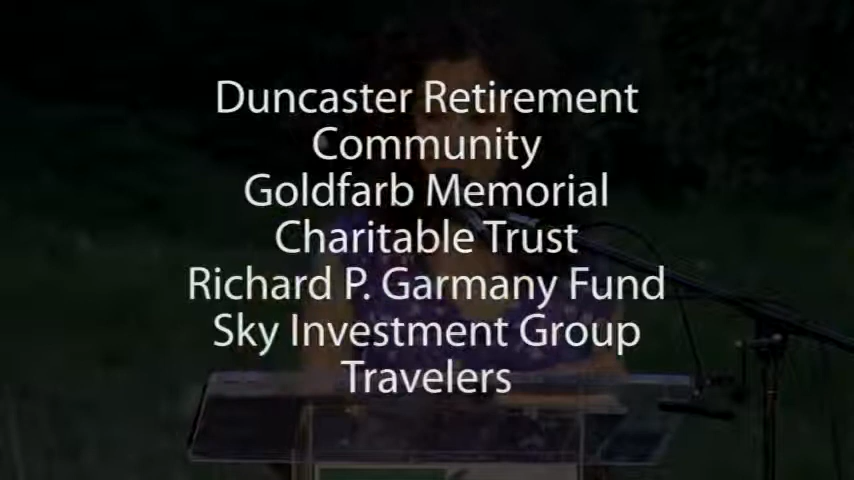 Duncaster Retirement
Community
Goldfarb Memorial
Charitable Trust
Richard P. Garmany Fund
Sky Investment Group
Travelers